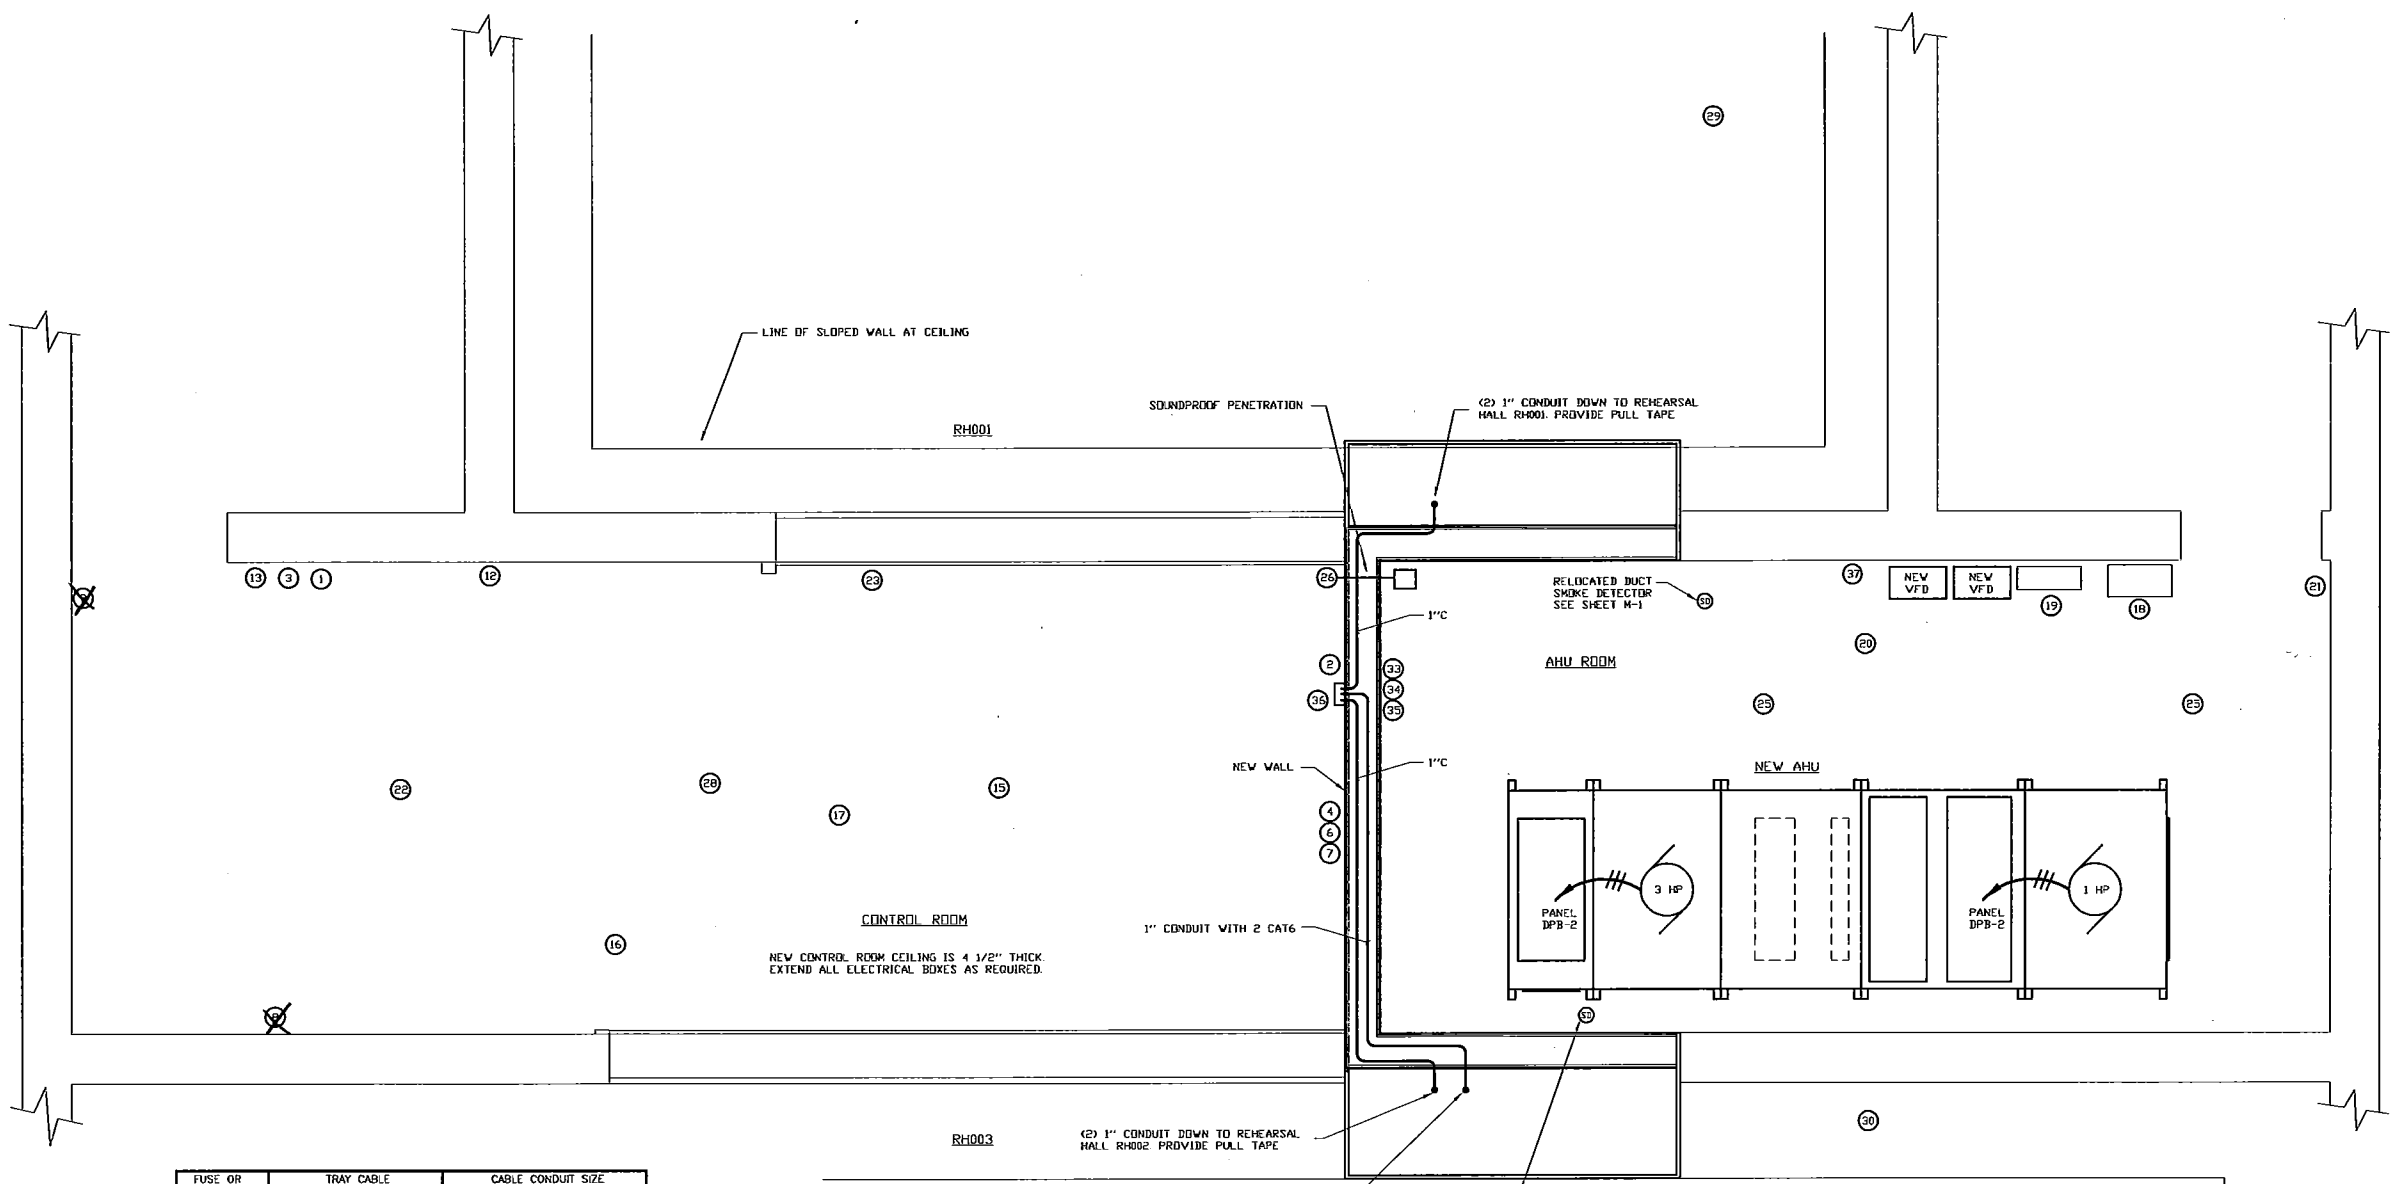 29
LINE OF SLOPED WALL AT CEILING
SOUNDPROOF PENETRATION
(2) 1" CONDUIT DOWN TO REHEARSAL
HALL RH001. PROVIDE PULL TAPE
RH001
13
3
1
12
23
26
RELOCATED DUCT
SMOKE DETECTOR
SEE SHEET M-1
SD
37
NEW
VFD
NEW
VFD
19
18
21
1"C
20
2
33
AHU ROOM
36
34
35
25
25
NEW WALL
1"C
NEW AHU
22
28
15
17
4
6
7
3 HP
1 HP
PANEL
DPB-2
PANEL
DPB-2
CONTROL ROOM
1" CONDUIT WITH 2 CAT6
16
NEW CONTROL ROOM CEILING IS 4 1/2" THICK.
EXTEND ALL ELECTRICAL BOXES AS REQUIRED.
SD
RH003
(2) 1" CONDUIT DOWN TO REHEARSAL
HALL RH002 PROVIDE PULL TAPE
30
FUSE OR
TRAY CABLE
CABLE CONDUIT SIZE